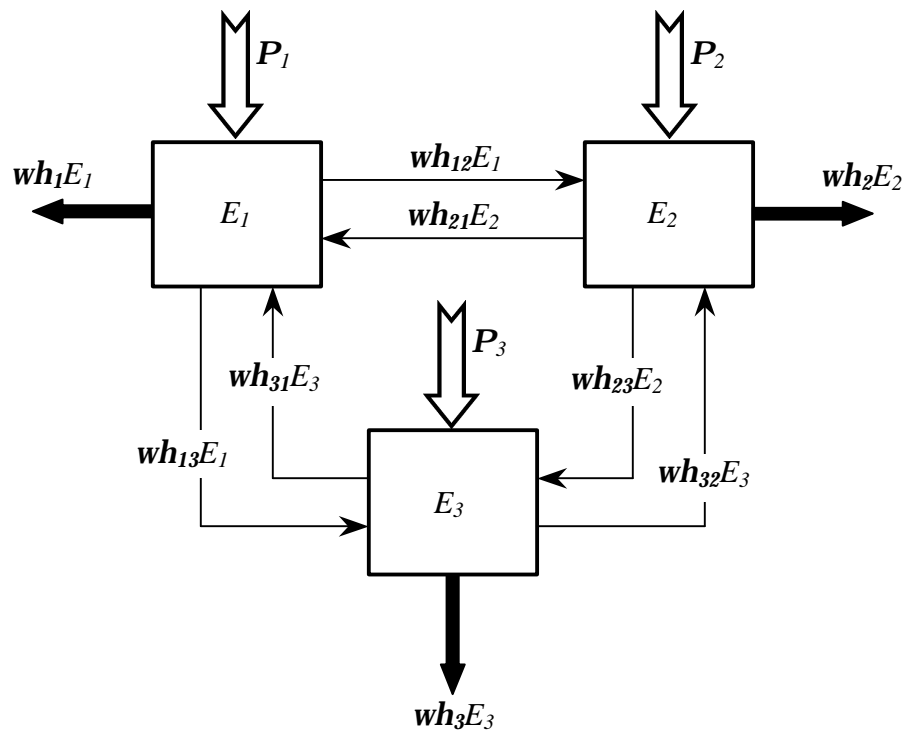 P₁
P₂
wh₁E₁
wh₁₂E₁
wh₂E₂
E₁
wh₂₁E₂
E₂
P₃
wh₃₁E₃
wh₂₃E₂
wh₁₃E₁
wh₃₂E₃
E₃
wh₃E₃